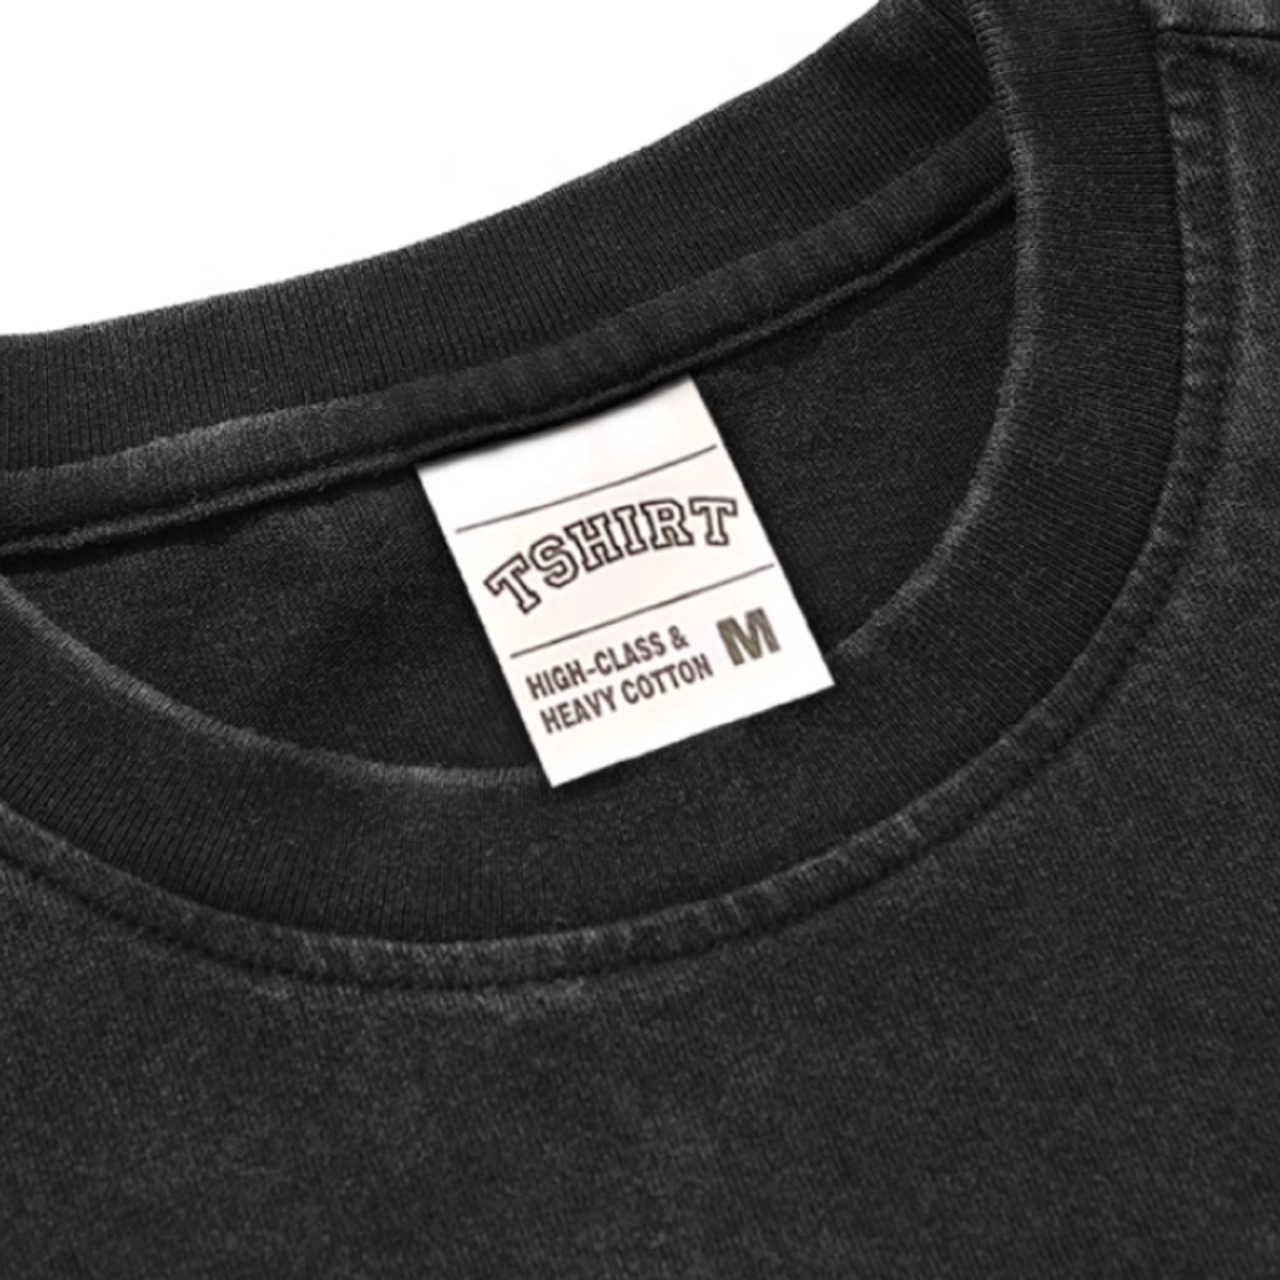 TSHIRT
HIGH-CLASS &
HEAVY COTTON
M